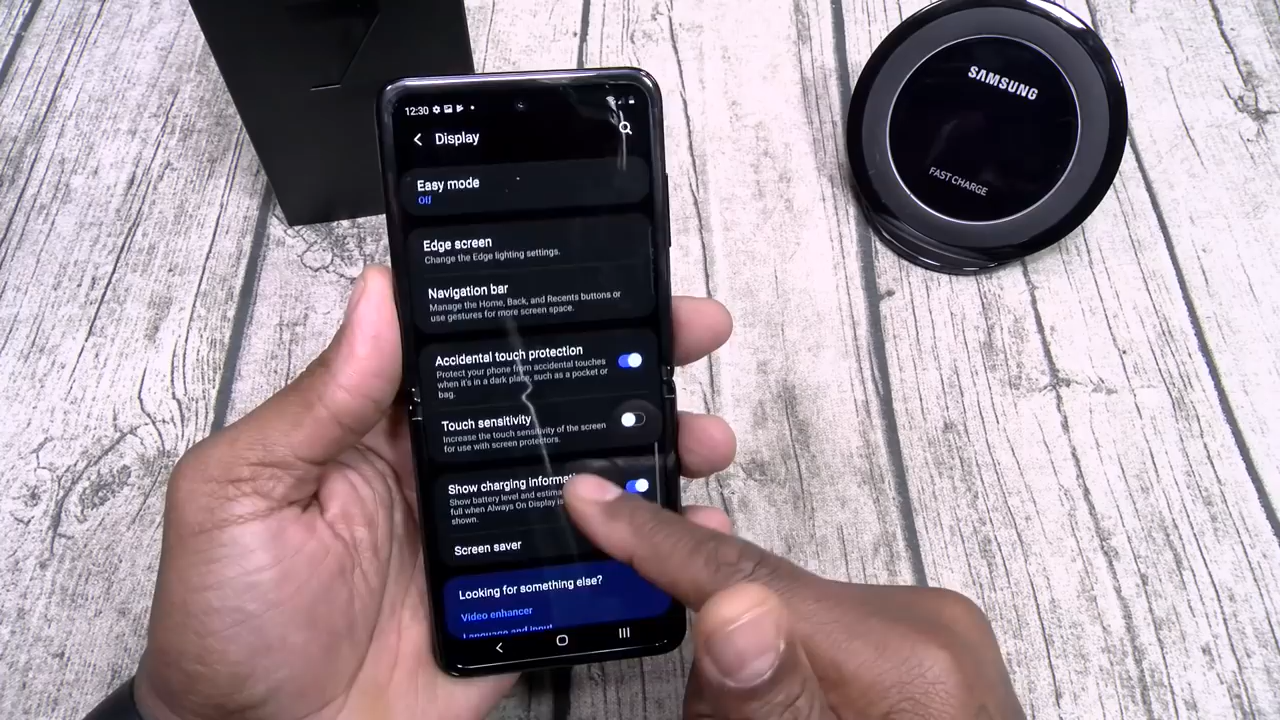 SAMSUNG
FAST CHARGE
12:30
Display
Easy mode
Off
Edge screen
Change the Edge lighting settings.
Navigation bar
Manage the Home, Back, and Recents buttons or
use gestures for more screen space.
Accidental touch protection
Protect your phone from accidental touches
when it's in a dark place, such as a pocket or
bag.
Touch sensitivity
Increase the touch sensitivity of the screen
for use with screen protectors.
Show charging
Show battery level and
full when Always On Display is
shown.
Screen saver
Looking for something else?
Video enhancer
Language and input